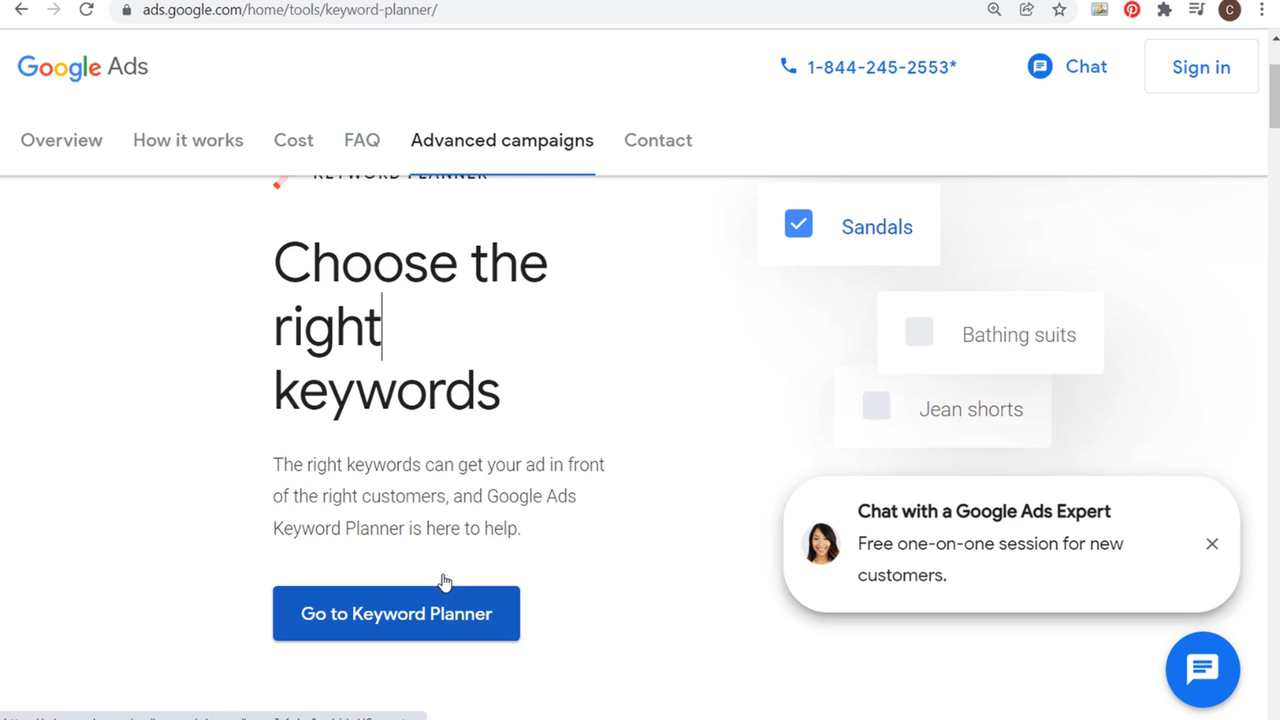 ads.google.com/home/tools/keyword-planner/
C
Google Ads
1-844-245-2553*
Chat
Sign in
Overview
How it works
Cost
FAQ
Advanced campaigns
Contact
KEYWORD PLANNER
Choose the
right
keywords
The right keywords can get your ad in front
of the right customers, and Google Ads
Keyword Planner is here to help.
Go to Keyword Planner
Sandals
Bathing suits
Jean shorts
Chat with a Google Ads Expert
Free one-on-one session for new
customers.